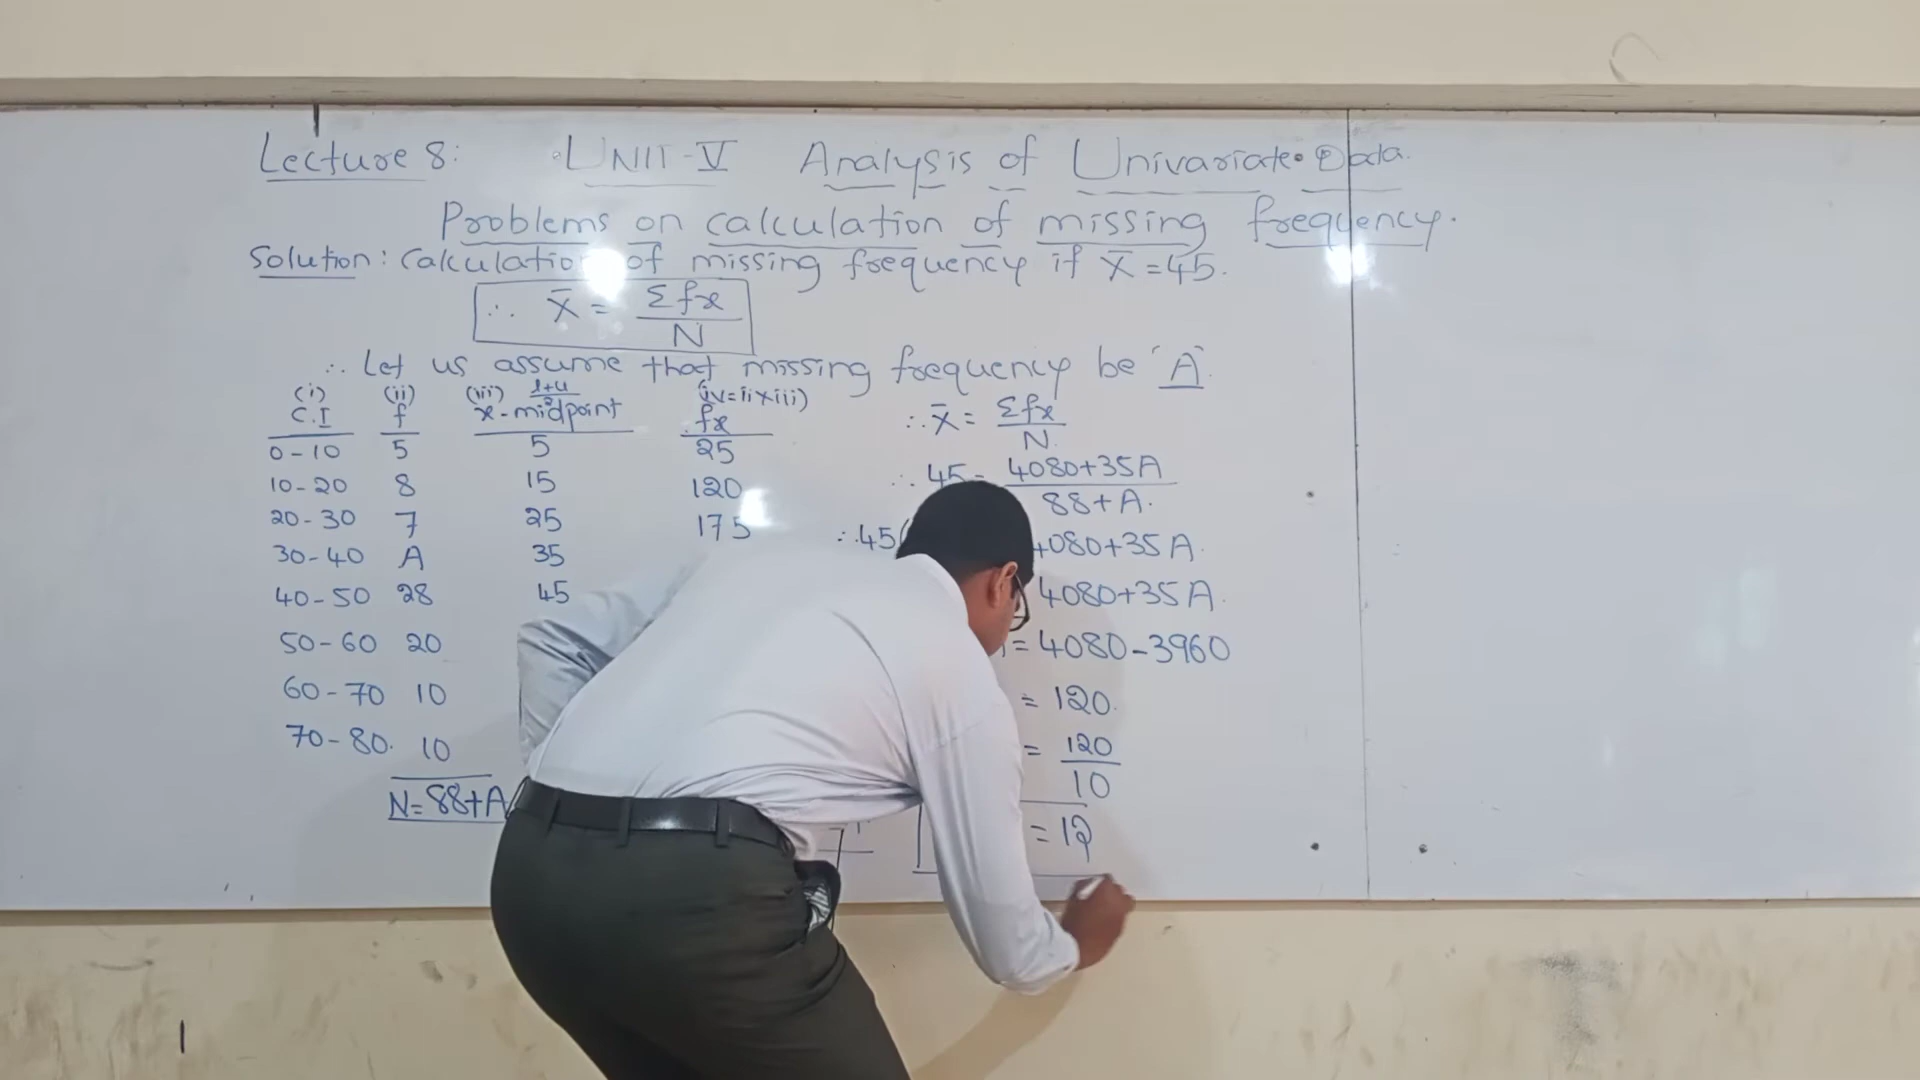 Lecture 8: UNIT-V Analysis of Univariate Data.
Problems on calculation of missing frequency.
Solution: Calculation of missing frequency if X̄ = 45.
∴ X̄ = Σfx / N
∴ Let us assume that missing frequency be 'A'.
(i) (ii) (iii) l+u/2 (iv=ii×iii)
C.I f x-midpoint fx
0-10 5 5 25
10-20 8 15 120
20-30 7 25 175
30-40 A 35
40-50 28 45
50-60 20
60-70 10
70-80. 10
N=88+A
∴ X̄ = Σfx / N.
∴ 45 = 4080+35A / 88+A.
∴ 45( 4080+35A.
4080+35A.
= 4080-3960
= 120.
= 120 / 10
= 12